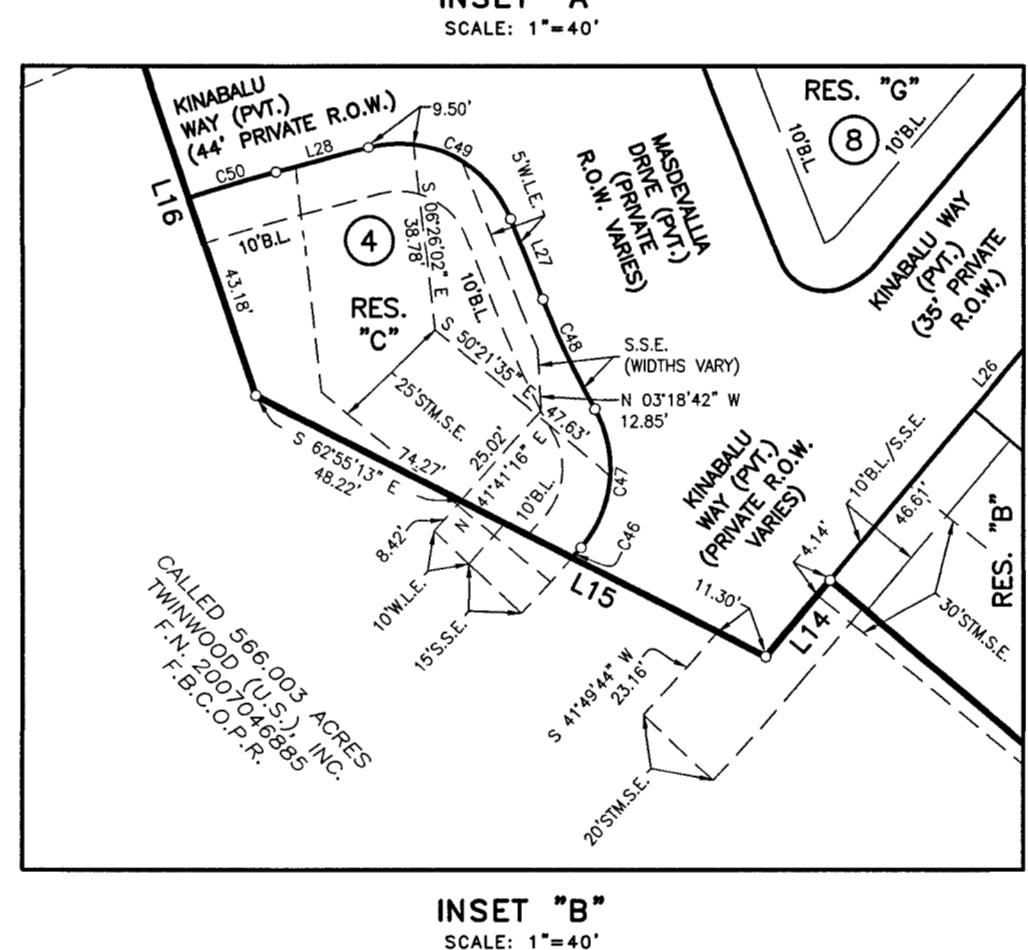 INSET "A"
SCALE: 1"=40'
KINABALU
WAY (PVT.)
(44' PRIVATE R.O.W.)
9.50'
C50
L28
C49
L16
10'B.L.
4
S 06°26'02" E
38.78'
5'W.L.E.
L27
MASDEVALLIA
DRIVE (PVT.)
(PRIVATE
R.O.W. VARIES)
RES. "G"
8
10'B.L.
10'B.L.
KINABALU WAY
(PVT.)
(35' PRIVATE
R.O.W.)
43.18'
RES.
"C"
10'B.L.
C48
S 50°21'35" E
47.63'
S.S.E.
(WIDTHS VARY)
N 03°18'42" W
12.85'
25'STM.S.E.
L26
S 62°55'13" E
48.22'
74.27'
25.02'
N 41°41'16" E
10'B.L.
C47
C46
KINABALU
WAY (PVT.)
(PRIVATE R.O.W.
VARIES)
10'B.L./S.S.E.
46.61'
RES. "B"
8.42'
10'W.L.E.
15'S.S.E.
L15
11.30'
4.14'
L14
30'STM.S.E.
CALLED 566.003 ACRES
TWINWOOD (U.S.), INC.
F.N. 2007046885
F.B.C.O.P.R.
S 41°49'44" W
23.16'
20'STM.S.E.
INSET "B"
SCALE: 1"=40'